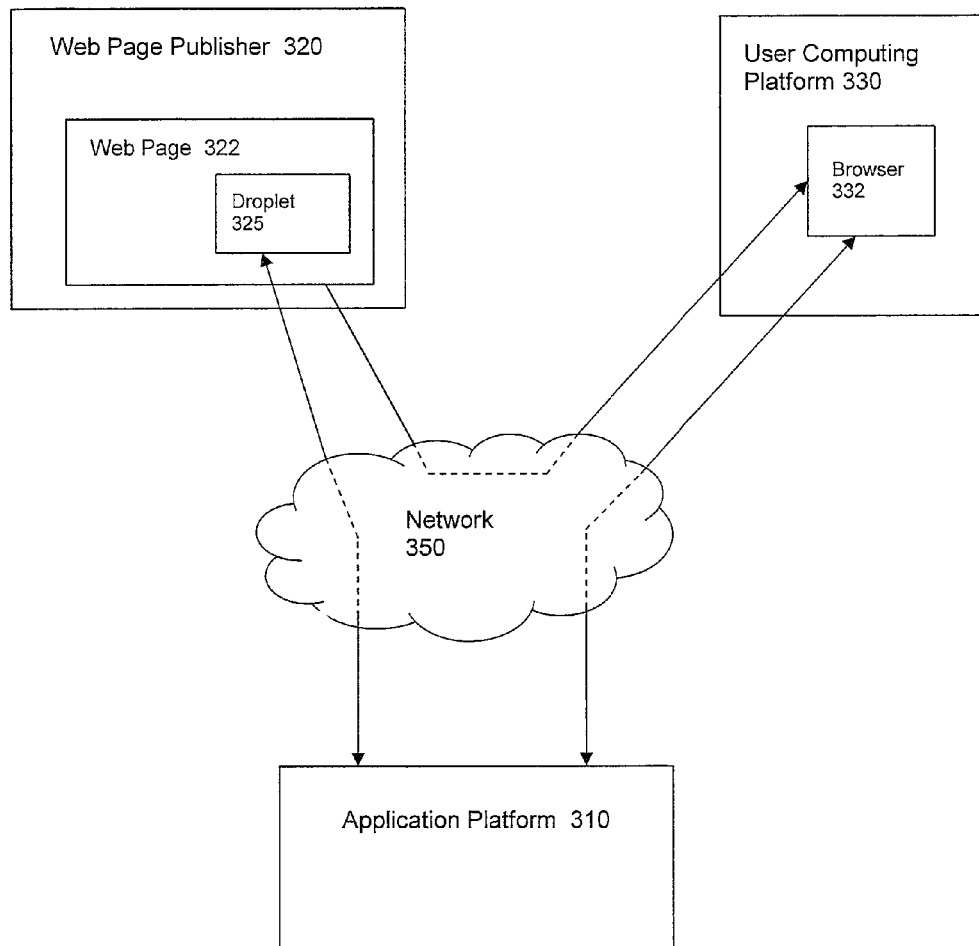 Web Page Publisher 320
Web Page 322
Droplet
325
User Computing
Platform 330
Browser
332
Network
350
Application Platform 310